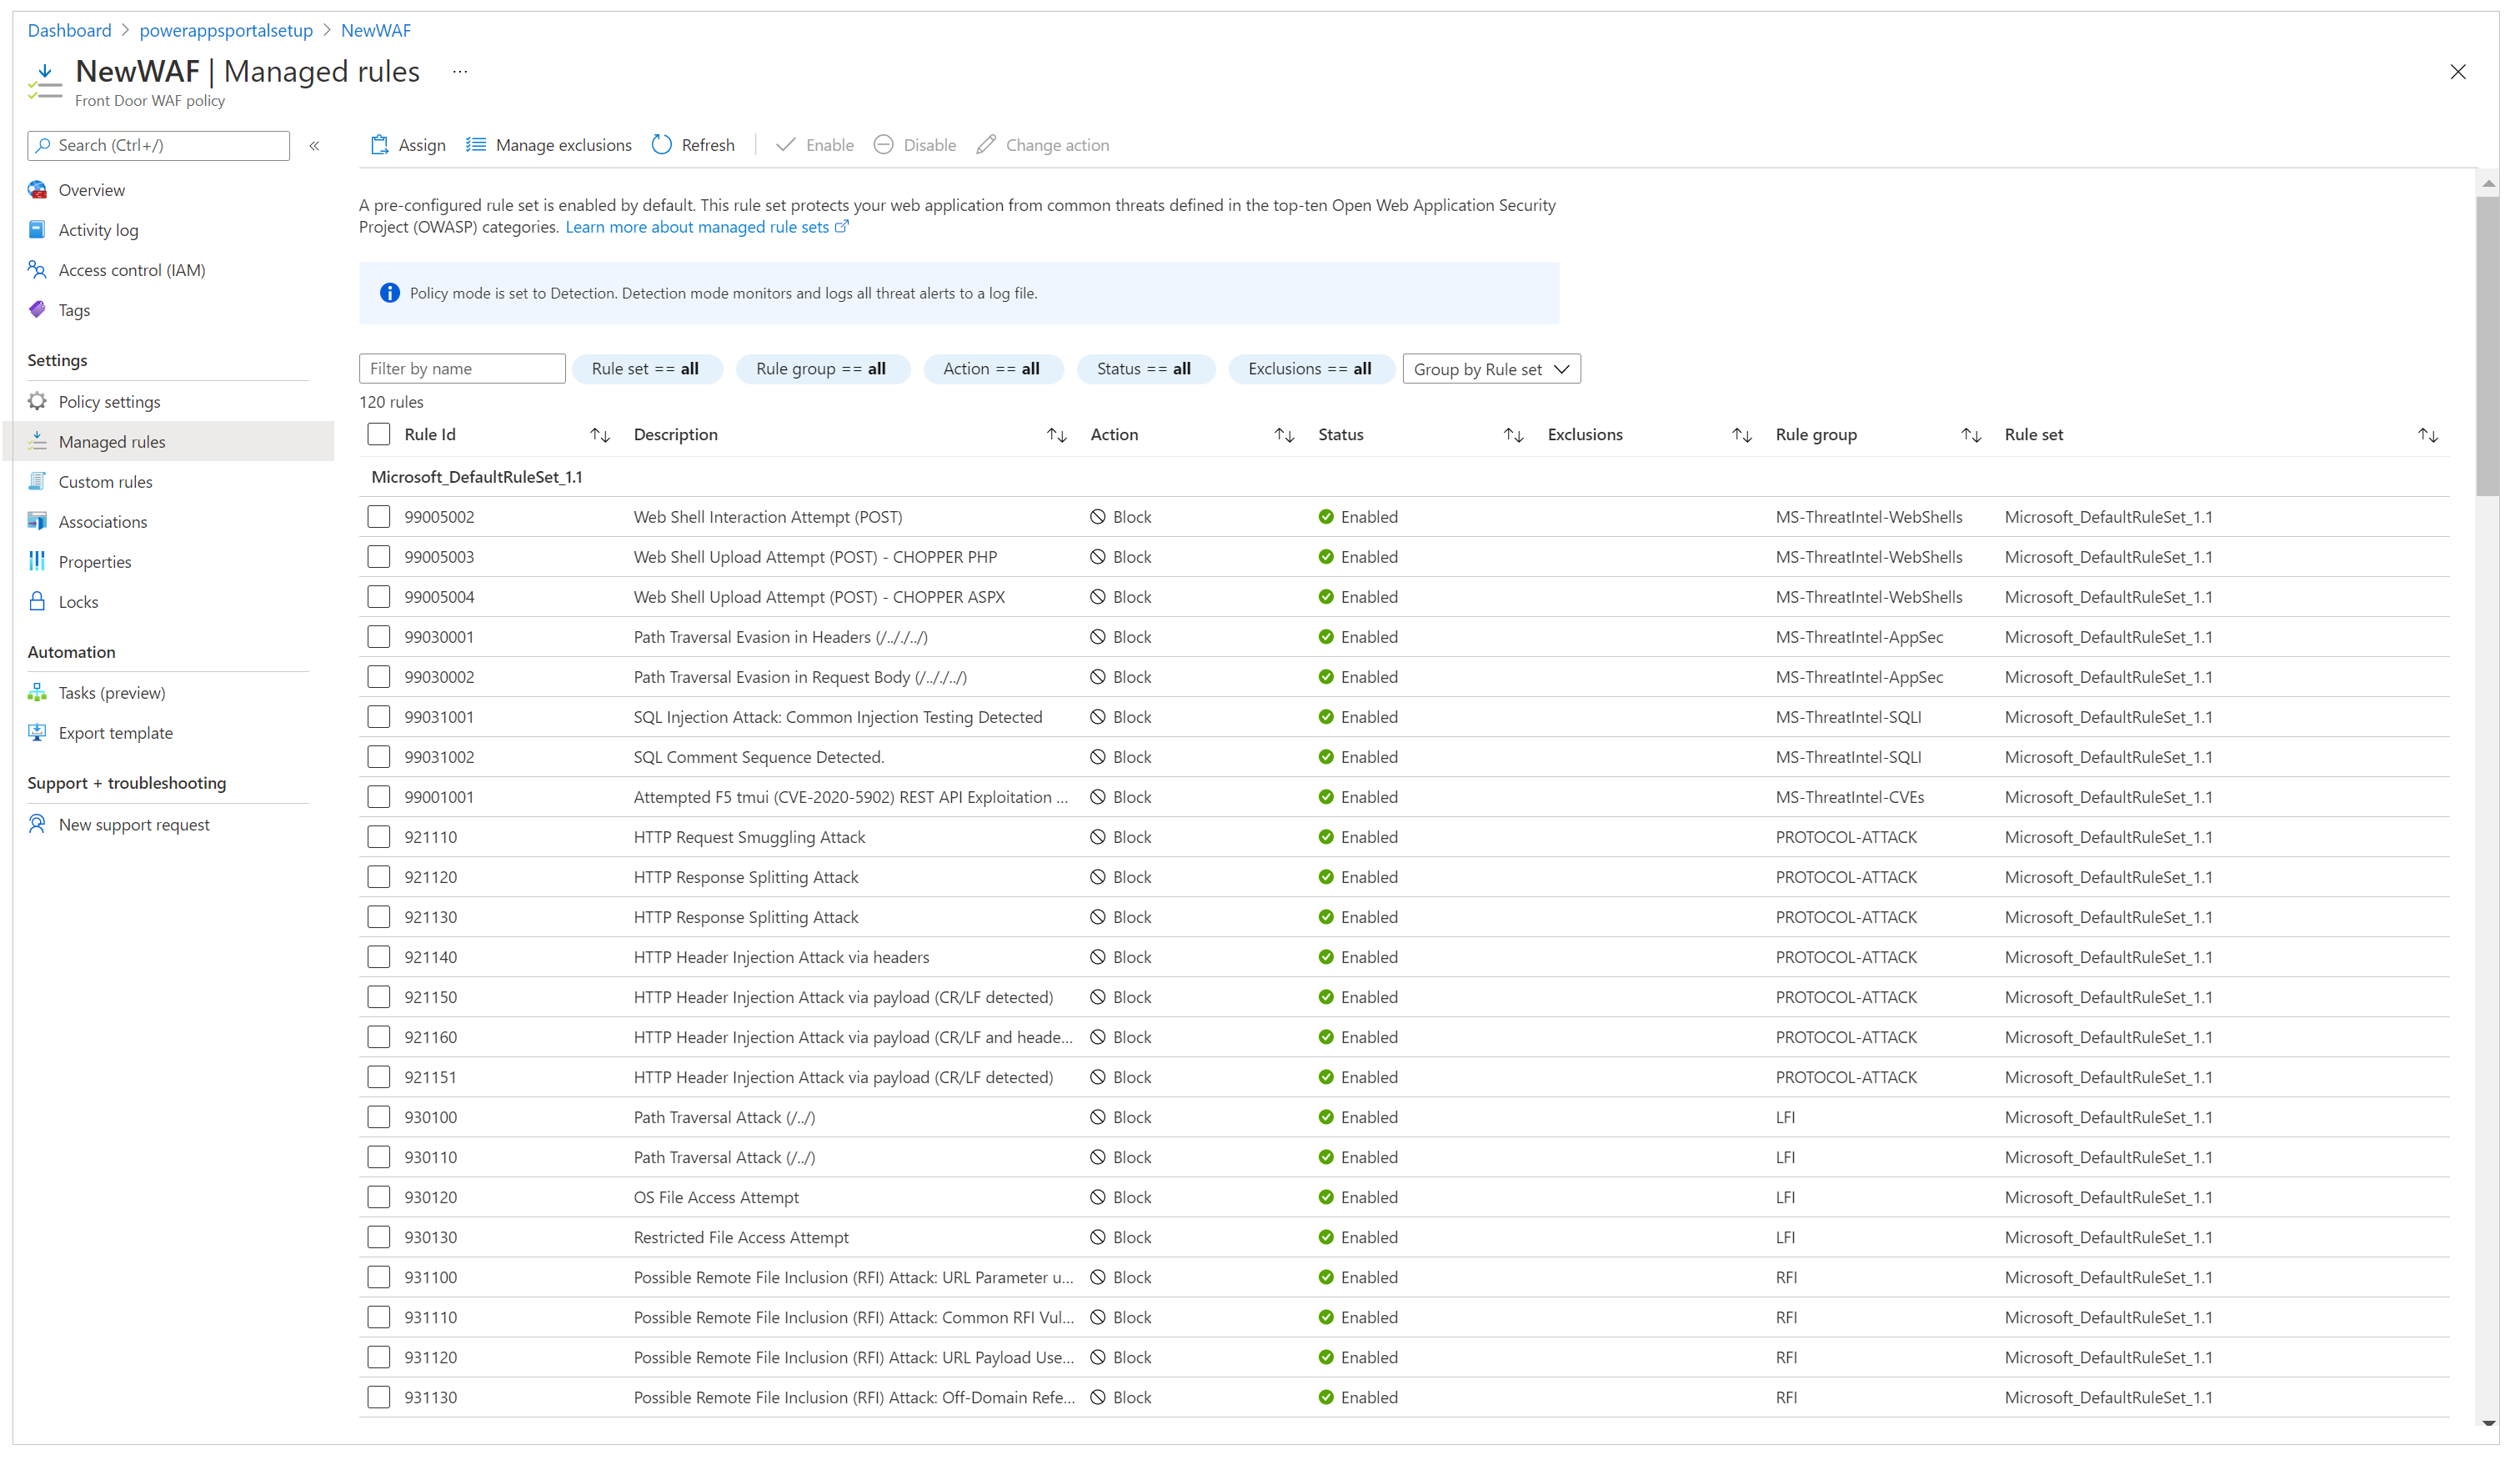 Dashboard > powerappsportalsetup > NewWAF
NewWAF | Managed rules ...
Front Door WAF policy
Search (Ctrl+/) «
Overview
Activity log
Access control (IAM)
Tags
Settings
Policy settings
Managed rules
Custom rules
Associations
Properties
Locks
Automation
Tasks (preview)
Export template
Support + troubleshooting
New support request
Assign Manage exclusions Refresh Enable Disable Change action
A pre-configured rule set is enabled by default. This rule set protects your web application from common threats defined in the top-ten Open Web Application Security
Project (OWASP) categories. Learn more about managed rule sets
Policy mode is set to Detection. Detection mode monitors and logs all threat alerts to a log file.
Filter by name Rule set == all Rule group == all Action == all Status == all Exclusions == all Group by Rule set
120 rules
Rule Id Description Action Status Exclusions Rule group Rule set
Microsoft_DefaultRuleSet_1.1
99005002 Web Shell Interaction Attempt (POST) Block Enabled MS-ThreatIntel-WebShells Microsoft_DefaultRuleSet_1.1
99005003 Web Shell Upload Attempt (POST) - CHOPPER PHP Block Enabled MS-ThreatIntel-WebShells Microsoft_DefaultRuleSet_1.1
99005004 Web Shell Upload Attempt (POST) - CHOPPER ASPX Block Enabled MS-ThreatIntel-WebShells Microsoft_DefaultRuleSet_1.1
99030001 Path Traversal Evasion in Headers (/.././../) Block Enabled MS-ThreatIntel-AppSec Microsoft_DefaultRuleSet_1.1
99030002 Path Traversal Evasion in Request Body (/.././../) Block Enabled MS-ThreatIntel-AppSec Microsoft_DefaultRuleSet_1.1
99031001 SQL Injection Attack: Common Injection Testing Detected Block Enabled MS-ThreatIntel-SQLI Microsoft_DefaultRuleSet_1.1
99031002 SQL Comment Sequence Detected. Block Enabled MS-ThreatIntel-SQLI Microsoft_DefaultRuleSet_1.1
99001001 Attempted F5 tmui (CVE-2020-5902) REST API Exploitation ... Block Enabled MS-ThreatIntel-CVEs Microsoft_DefaultRuleSet_1.1
921110 HTTP Request Smuggling Attack Block Enabled PROTOCOL-ATTACK Microsoft_DefaultRuleSet_1.1
921120 HTTP Response Splitting Attack Block Enabled PROTOCOL-ATTACK Microsoft_DefaultRuleSet_1.1
921130 HTTP Response Splitting Attack Block Enabled PROTOCOL-ATTACK Microsoft_DefaultRuleSet_1.1
921140 HTTP Header Injection Attack via headers Block Enabled PROTOCOL-ATTACK Microsoft_DefaultRuleSet_1.1
921150 HTTP Header Injection Attack via payload (CR/LF detected) Block Enabled PROTOCOL-ATTACK Microsoft_DefaultRuleSet_1.1
921160 HTTP Header Injection Attack via payload (CR/LF and heade... Block Enabled PROTOCOL-ATTACK Microsoft_DefaultRuleSet_1.1
921151 HTTP Header Injection Attack via payload (CR/LF detected) Block Enabled PROTOCOL-ATTACK Microsoft_DefaultRuleSet_1.1
930100 Path Traversal Attack (/../) Block Enabled LFI Microsoft_DefaultRuleSet_1.1
930110 Path Traversal Attack (/../) Block Enabled LFI Microsoft_DefaultRuleSet_1.1
930120 OS File Access Attempt Block Enabled LFI Microsoft_DefaultRuleSet_1.1
930130 Restricted File Access Attempt Block Enabled LFI Microsoft_DefaultRuleSet_1.1
931100 Possible Remote File Inclusion (RFI) Attack: URL Parameter u... Block Enabled RFI Microsoft_DefaultRuleSet_1.1
931110 Possible Remote File Inclusion (RFI) Attack: Common RFI Vul... Block Enabled RFI Microsoft_DefaultRuleSet_1.1
931120 Possible Remote File Inclusion (RFI) Attack: URL Payload Use... Block Enabled RFI Microsoft_DefaultRuleSet_1.1
931130 Possible Remote File Inclusion (RFI) Attack: Off-Domain Refe... Block Enabled RFI Microsoft_DefaultRuleSet_1.1